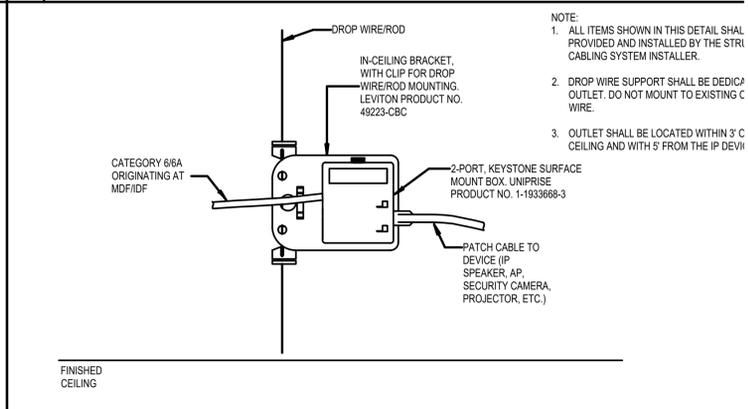 DROP WIRE/ROD
IN-CEILING BRACKET,
WITH CLIP FOR DROP
WIRE/ROD MOUNTING.
LEVITON PRODUCT NO.
49223-CBC
CATEGORY 6/6A
ORIGINATING AT
MDF/IDF
2-PORT, KEYSTONE SURFACE
MOUNT BOX. UNIPRISE
PRODUCT NO. 1-1933668-3
PATCH CABLE TO
DEVICE (IP
SPEAKER, AP,
SECURITY CAMERA,
PROJECTOR, ETC.)
FINISHED
CEILING
NOTE:
1. ALL ITEMS SHOWN IN THIS DETAIL
PROVIDED AND INSTALLED BY THE
CABLING SYSTEM INSTALLER.
2. DROP WIRE SUPPORT SHALL BE
OUTLET. DO NOT MOUNT TO EXISTING
WIRE.
3. OUTLET SHALL BE LOCATED WITHIN 3'
CEILING AND WITH 5' FROM THE IP